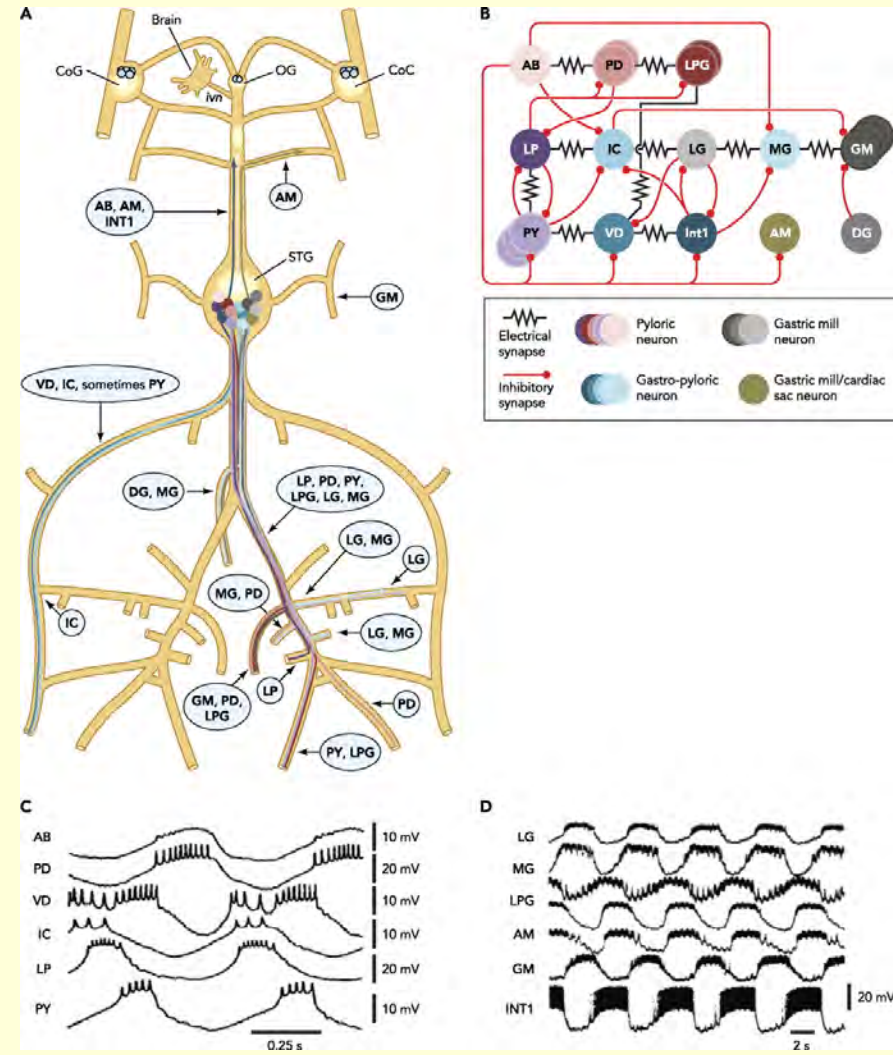 A
Brain
CoG
OG
CoC
ivn
AM
AB, AM,
INT1
STG
GM
VD, IC, sometimes PY
DG, MG
LP, PD, PY,
LPG, LG, MG
LG, MG
LG
MG, PD
IC
LG, MG
LP
GM, PD,
LPG
PD
PY, LPG
B
AB
PD
LPG
LP
IC
LG
MG
GM
PY
VD
Int1
AM
DG
Electrical
synapse
Pyloric
neuron
Gastric mill
neuron
Inhibitory
synapse
Gastro-pyloric
neuron
Gastric mill/cardiac
sac neuron
C
AB
10 mV
PD
20 mV
VD
10 mV
IC
10 mV
LP
20 mV
PY
10 mV
0.25 s
D
LG
MG
LPG
AM
GM
INT1
20 mV
2 s